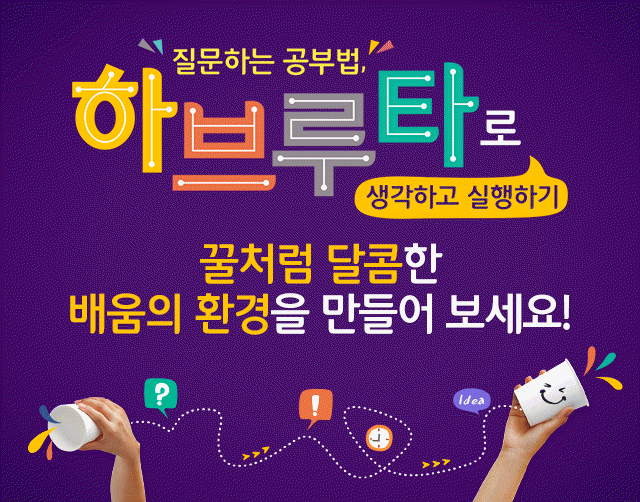 질문하는 공부법,
하브루타로
생각하고 실행하기
꿀처럼 달콤한
배움의 환경을 만들어 보세요!
?
!
Idea